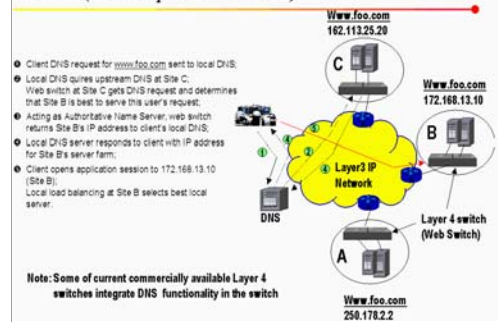 Client DNS request for www.foo.com sent to local DNS;
Local DNS quires upstream DNS at Site C;
Web switch at Site C gets DNS request and determines
that Site B is best to serve this user's request;
Acting as Authoritative Name Server, web switch
returns Site B's IP address to client's local DNS;
Local DNS server responds to client with IP address
for Site B's server farm;
Client opens application session to 172.168.13.10
(Site B);
Local load balancing at Site B selects best local
server.
Www.foo.com
162.113.25.20
C
Www.foo.com
172.168.13.10
B
Layer3 IP
Network
DNS
Layer 4 switch
(Web Switch)
A
Www.foo.com
250.178.2.2
Note: Some of current commercially available Layer 4
switches integrate DNS functionality in the switch